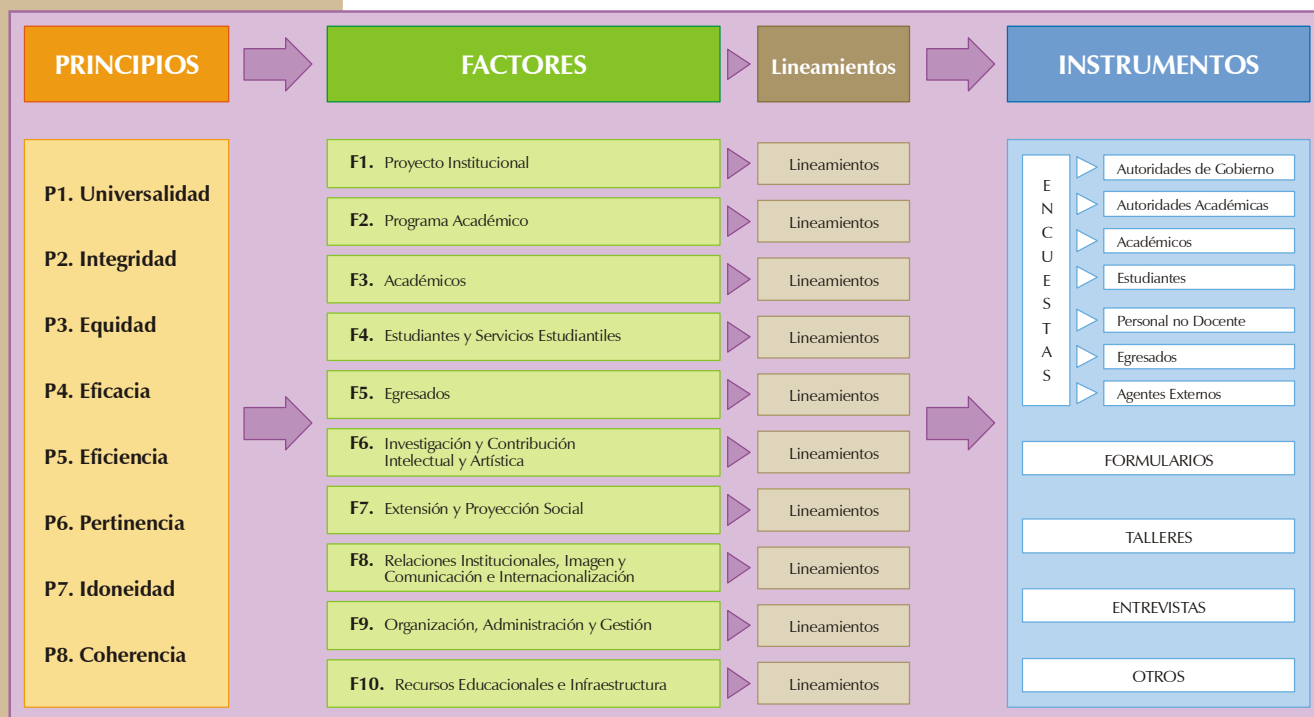 PRINCIPIOS
FACTORES
Lineamientos
INSTRUMENTOS
P1. Universalidad
P2. Integridad
P3. Equidad
P4. Eficacia
P5. Eficiencia
P6. Pertinencia
P7. Idoneidad
P8. Coherencia
F1. Proyecto Institucional
Lineamientos
F2. Programa Académico
Lineamientos
F3. Académicos
Lineamientos
F4. Estudiantes y Servicios Estudiantiles
Lineamientos
F5. Egresados
Lineamientos
F6. Investigación y Contribución
Intelectual y Artística
Lineamientos
F7. Extensión y Proyección Social
Lineamientos
F8. Relaciones Institucionales, Imagen y
Comunicación e Internacionalización
Lineamientos
F9. Organización, Administración y Gestión
Lineamientos
F10. Recursos Educacionales e Infraestructura
Lineamientos
ENCUESTAS
Autoridades de Gobierno
Autoridades Académicas
Académicos
Estudiantes
Personal no Docente
Egresados
Agentes Externos
FORMULARIOS
TALLERES
ENTREVISTAS
OTROS